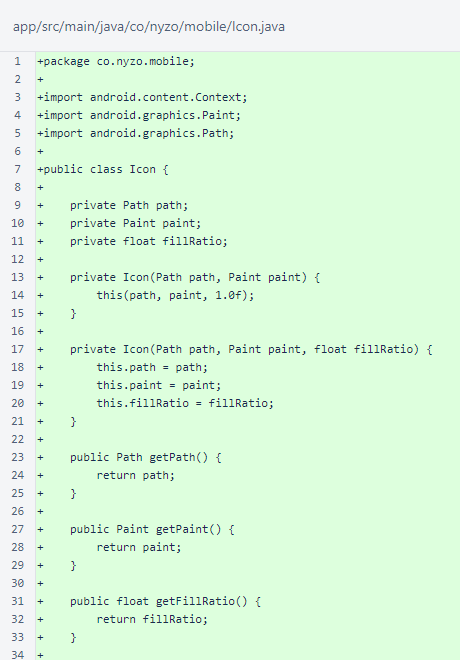 app/src/main/java/co/nyzo/mobile/Icon.java
1 +package co.nyzo.mobile;
2 +
3 +import android.content.Context;
4 +import android.graphics.Paint;
5 +import android.graphics.Path;
6 +
7 +public class Icon {
8 +
9 +    private Path path;
10 +    private Paint paint;
11 +    private float fillRatio;
12 +
13 +    private Icon(Path path, Paint paint) {
14 +        this(path, paint, 1.0f);
15 +    }
16 +
17 +    private Icon(Path path, Paint paint, float fillRatio) {
18 +        this.path = path;
19 +        this.paint = paint;
20 +        this.fillRatio = fillRatio;
21 +    }
22 +
23 +    public Path getPath() {
24 +        return path;
25 +    }
26 +
27 +    public Paint getPaint() {
28 +        return paint;
29 +    }
30 +
31 +    public float getFillRatio() {
32 +        return fillRatio;
33 +    }
34 +